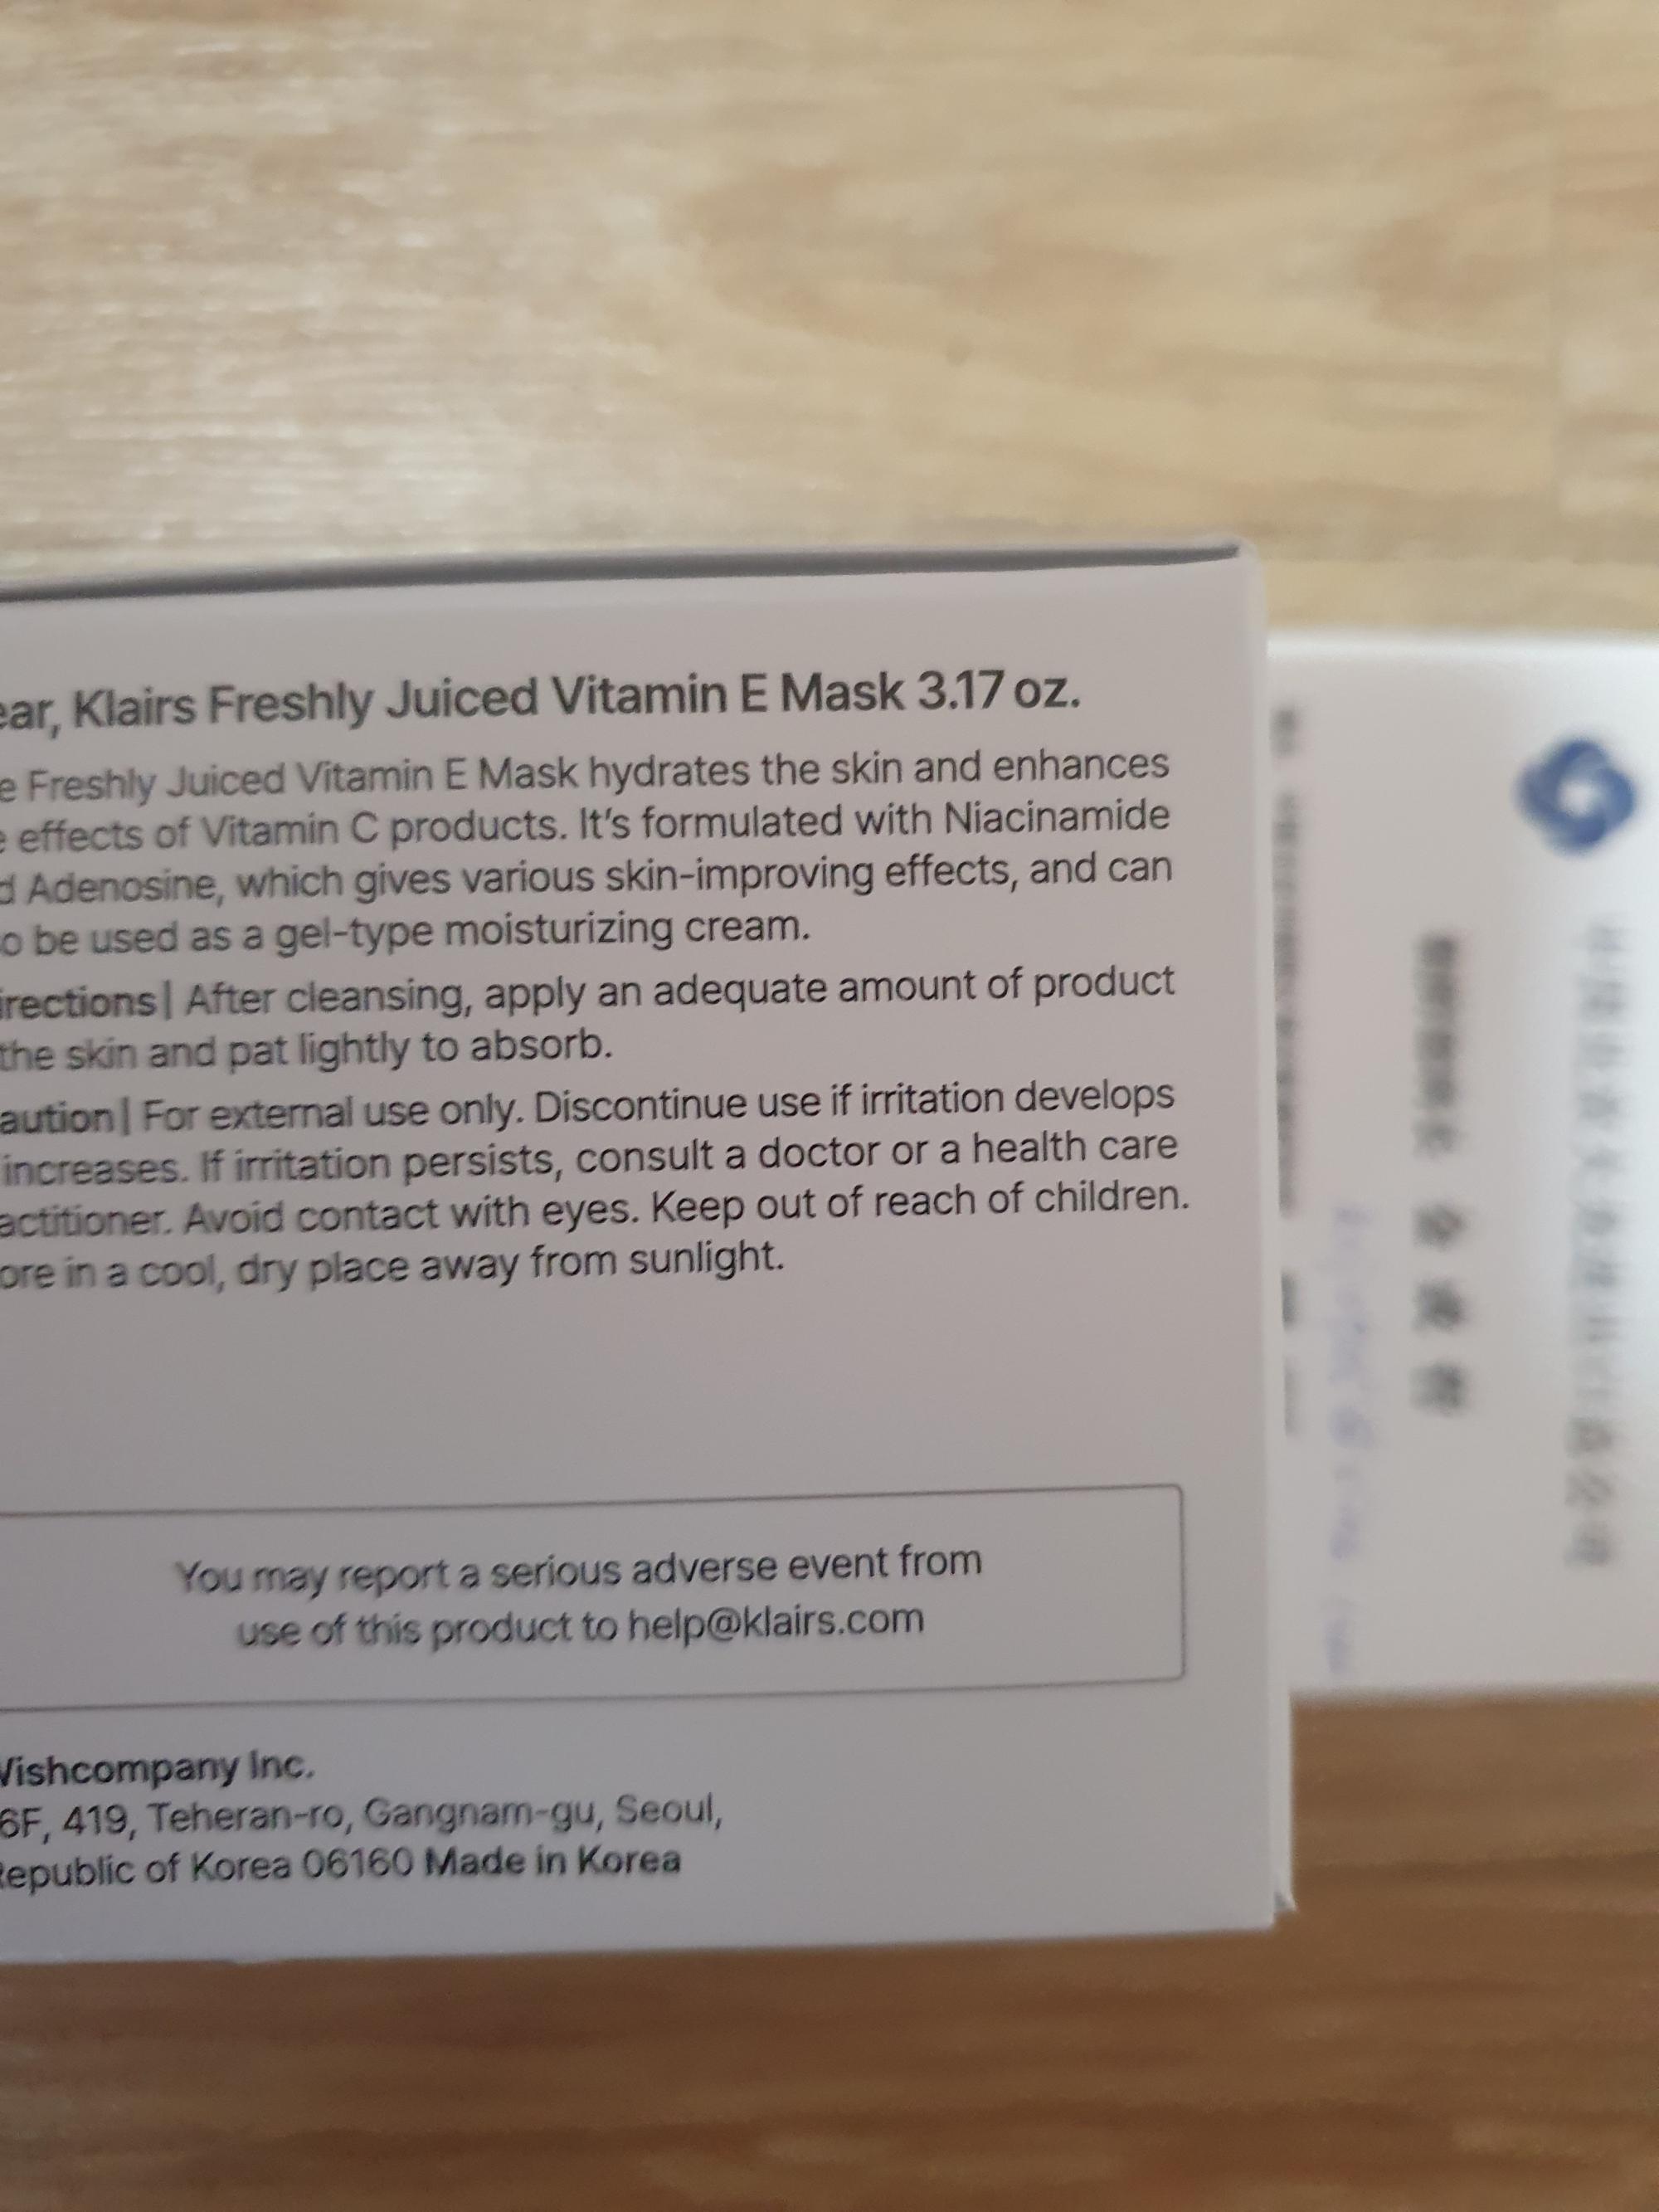 ear, Klairs Freshly Juiced Vitamin E Mask 3.17 oz.
e Freshly Juiced Vitamin E Mask hydrates the skin and enhances
e effects of Vitamin C products. It's formulated with Niacinamide
d Adenosine, which gives various skin-improving effects, and can
o be used as a gel-type moisturizing cream.
irections| After cleansing, apply an adequate amount of product
the skin and pat lightly to absorb.
aution| For external use only. Discontinue use if irritation develops
increases. If irritation persists, consult a doctor or a health care
actitioner. Avoid contact with eyes. Keep out of reach of children.
ore in a cool, dry place away from sunlight.
You may report a serious adverse event from
use of this product to help@klairs.com
Wishcompany Inc.
6F, 419, Teheran-ro, Gangnam-gu, Seoul,
Republic of Korea 06160 Made in Korea